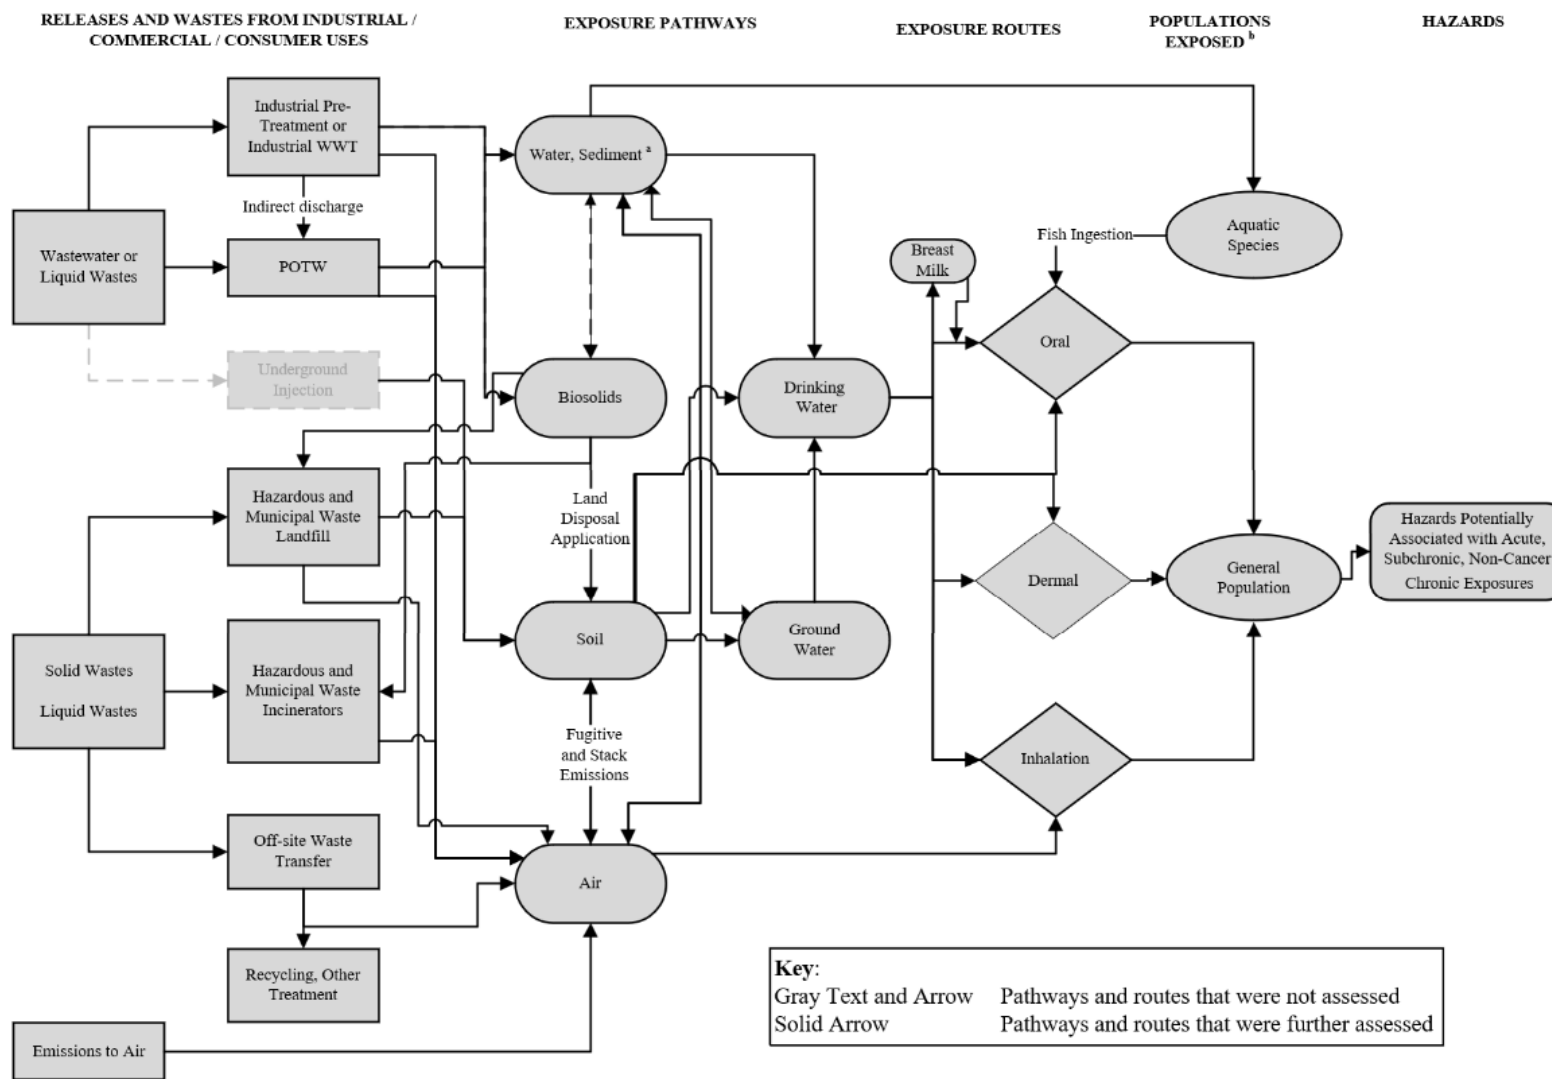 RELEASES AND WASTES FROM INDUSTRIAL /
COMMERCIAL / CONSUMER USES
EXPOSURE PATHWAYS
EXPOSURE ROUTES
POPULATIONS
EXPOSED b
HAZARDS
Industrial Pre-
Treatment or
Industrial WWT
Indirect discharge
Wastewater or
Liquid Wastes
POTW
Underground
Injection
Hazardous and
Municipal Waste
Landfill
Solid Wastes
Liquid Wastes
Hazardous and
Municipal Waste
Incinerators
Off-site Waste
Transfer
Recycling, Other
Treatment
Emissions to Air
Water, Sediment a
Biosolids
Land
Disposal
Application
Soil
Fugitive
and Stack
Emissions
Air
Drinking
Water
Ground
Water
Breast
Milk
Fish Ingestion
Oral
Dermal
Inhalation
Aquatic
Species
General
Population
Hazards Potentially
Associated with Acute,
Subchronic, Non-Cancer
Chronic Exposures
Key:
Gray Text and Arrow Pathways and routes that were not assessed
Solid Arrow Pathways and routes that were further assessed